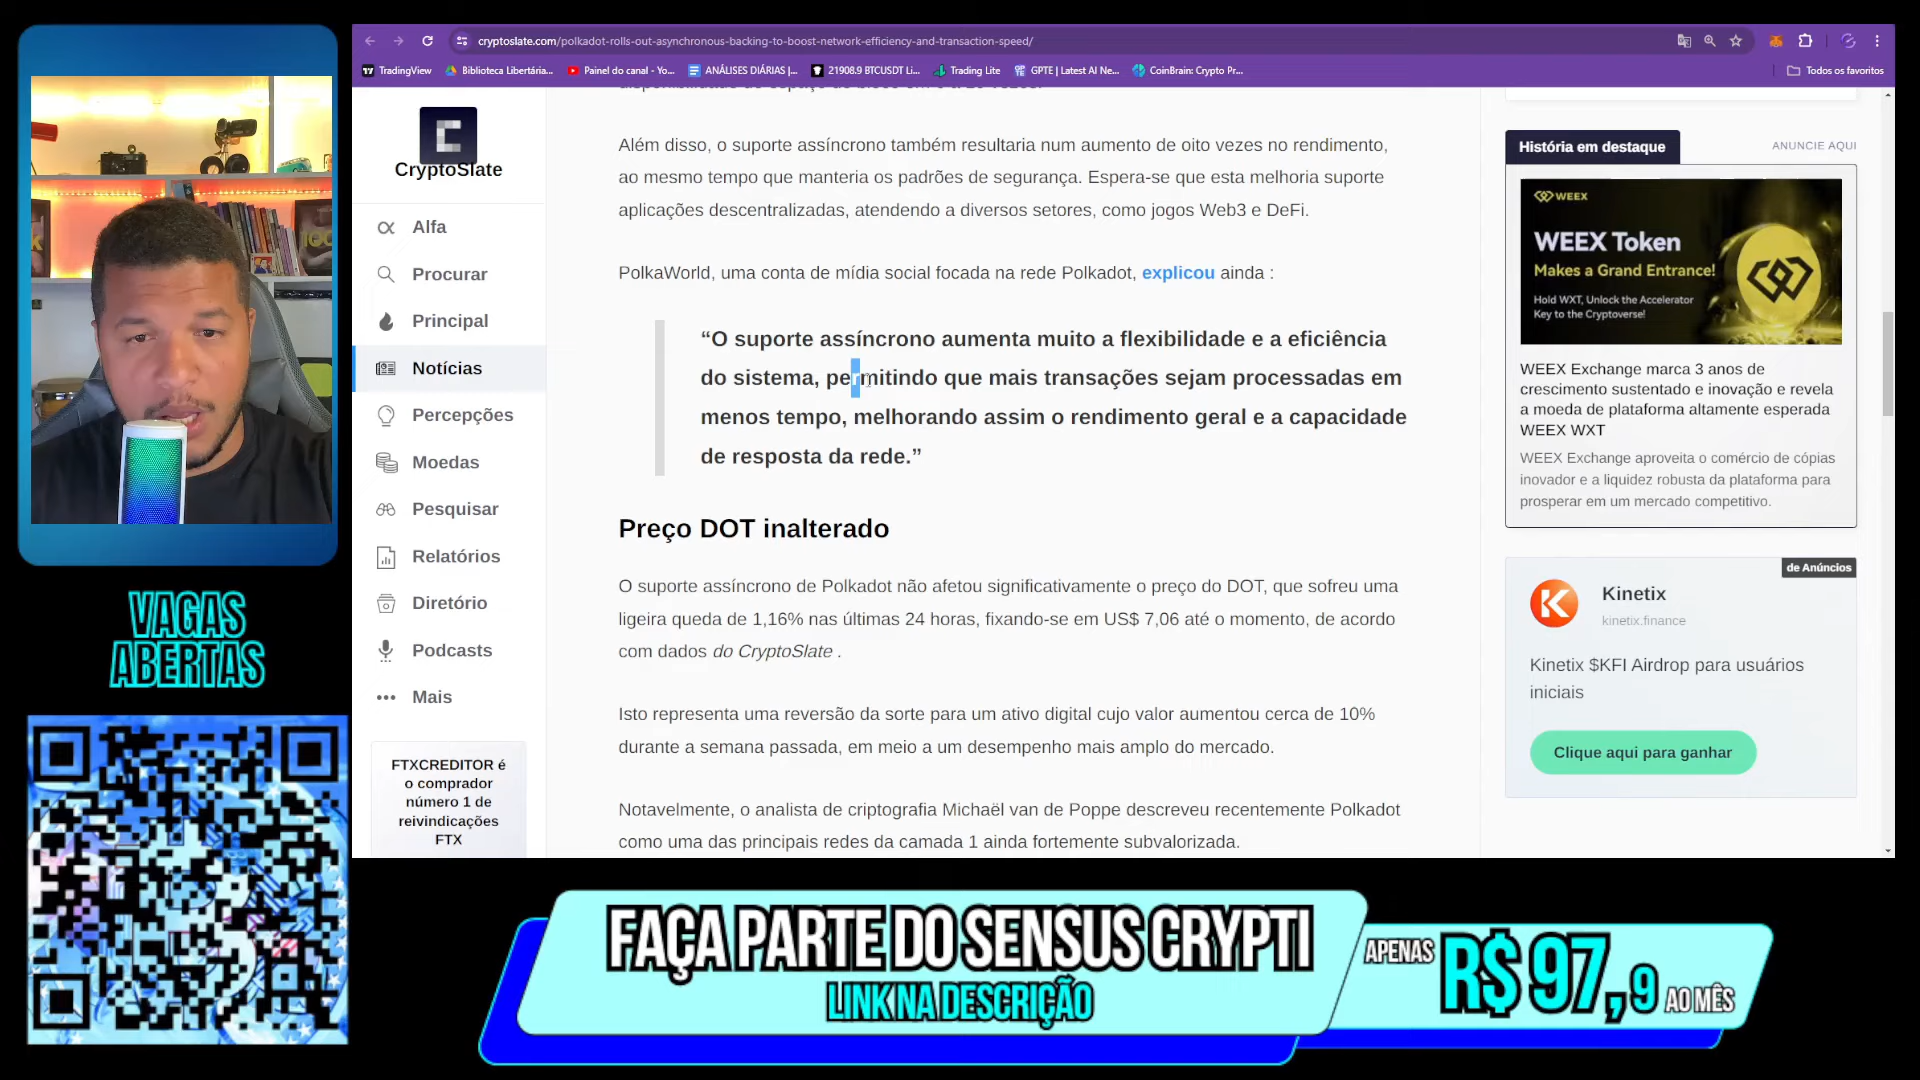 cryptoslate.com/polkadot-rolls-out-asynchronous-backing-to-boost-network-efficiency-and-transaction-speed/
TradingView
Biblioteca Libertária...
Painel do canal - Yo...
ANÁLISES DIÁRIAS |...
21908.9 BTCUSDT Li...
Trading Lite
GPTE | Latest AI Ne...
CoinBrain: Crypto Pr...
Todos os favoritos
CryptoSlate
Alfa
Procurar
Principal
Notícias
Percepções
Moedas
Pesquisar
Relatórios
Diretório
Podcasts
Mais
FTXCREDITOR é
o comprador
número 1 de
reivindicações
FTX
Além disso, o suporte assíncrono também resultaria num aumento de oito vezes no rendimento,
ao mesmo tempo que manteria os padrões de segurança. Espera-se que esta melhoria suporte
aplicações descentralizadas, atendendo a diversos setores, como jogos Web3 e DeFi.
PolkaWorld, uma conta de mídia social focada na rede Polkadot, explicou ainda :
“O suporte assíncrono aumenta muito a flexibilidade e a eficiência
do sistema, permitindo que mais transações sejam processadas em
menos tempo, melhorando assim o rendimento geral e a capacidade
de resposta da rede.”
Preço DOT inalterado
O suporte assíncrono de Polkadot não afetou significativamente o preço do DOT, que sofreu uma
ligeira queda de 1,16% nas últimas 24 horas, fixando-se em US$ 7,06 até o momento, de acordo
com dados do CryptoSlate .
Isto representa uma reversão da sorte para um ativo digital cujo valor aumentou cerca de 10%
durante a semana passada, em meio a um desempenho mais amplo do mercado.
Notavelmente, o analista de criptografia Michaël van de Poppe descreveu recentemente Polkadot
como uma das principais redes da camada 1 ainda fortemente subvalorizada.
História em destaque
ANUNCIE AQUI
WEEX
WEEX Token
Makes a Grand Entrance!
Hold WXT, Unlock the Accelerator
Key to the Cryptoverse!
WEEX Exchange marca 3 anos de
crescimento sustentado e inovação e revela
a moeda de plataforma altamente esperada
WEEX WXT
WEEX Exchange aproveita o comércio de cópias
inovador e a liquidez robusta da plataforma para
prosperar em um mercado competitivo.
de Anúncios
Kinetix
kinetix.finance
Kinetix $KFI Airdrop para usuários
iniciais
Clique aqui para ganhar
VAGAS
ABERTAS
FAÇA PARTE DO SENSUS CRYPTI
LINK NA DESCRIÇÃO
APENAS
R$ 97,9 AO MÊS